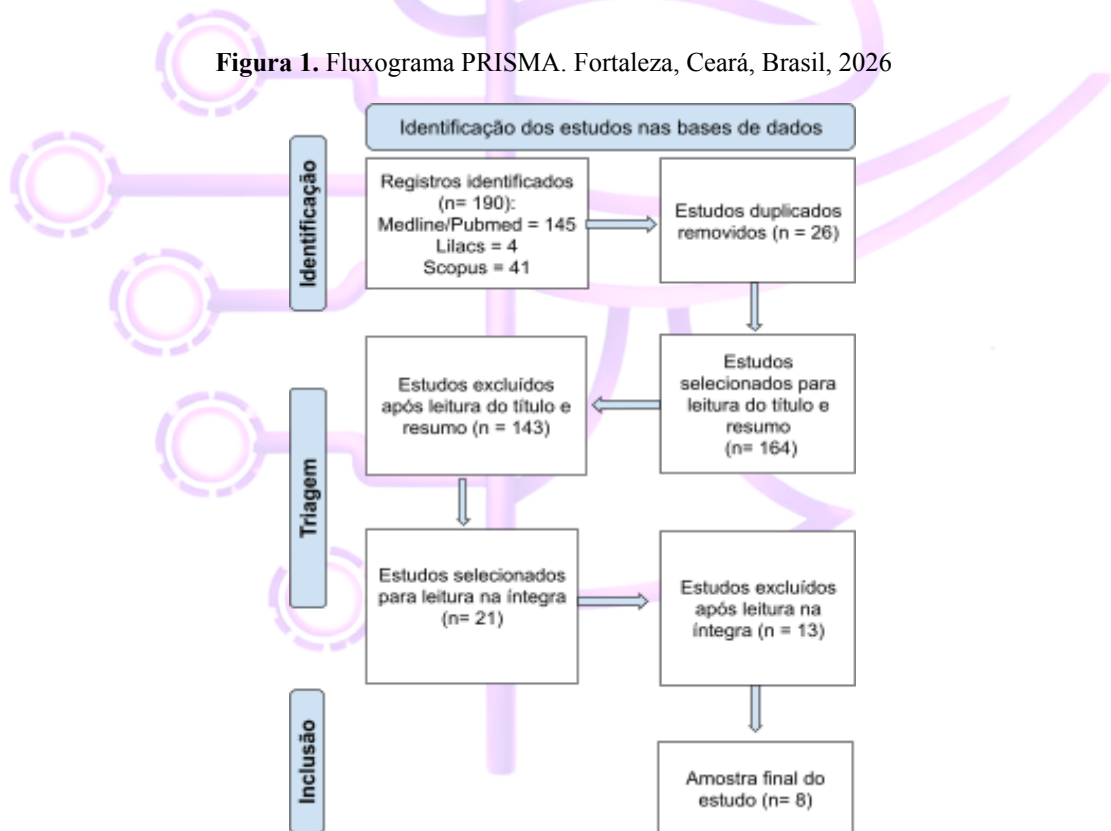 Figura 1. Fluxograma PRISMA. Fortaleza, Ceará, Brasil, 2026
Identificação dos estudos nas bases de dados
Identificação
Registros identificados
(n= 190):
Medline/Pubmed = 145
Lilacs = 4
Scopus = 41
Estudos duplicados
removidos (n = 26)
Triagem
Estudos
selecionados para
leitura do título e
resumo
(n= 164)
Estudos excluídos
após leitura do título e
resumo (n = 143)
Estudos selecionados
para leitura na íntegra
(n= 21)
Estudos excluídos
após leitura na
íntegra (n = 13)
Inclusão
Amostra final do
estudo (n= 8)